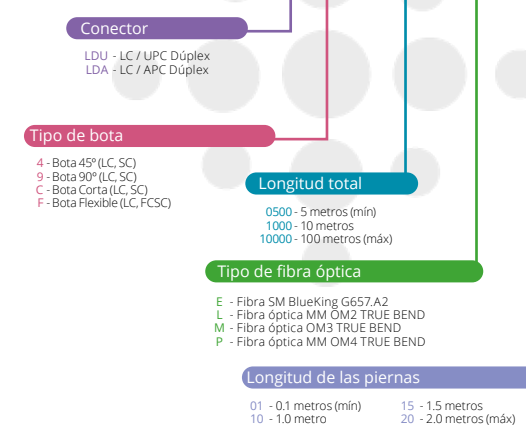 Conector
LDU - LC / UPC Dúplex
LDA - LC / APC Dúplex
Tipo de bota
4 - Bota 45º (LC, SC)
9 - Bota 90º (LC, SC)
C - Bota Corta (LC, SC)
F - Bota Flexible (LC, FCSC)
Longitud total
0500 - 5 metros (mín)
1000 - 10 metros
10000 - 100 metros (máx)
Tipo de fibra óptica
E - Fibra SM BlueKing G657.A2
L - Fibra óptica MM OM2 TRUE BEND
M - Fibra óptica OM3 TRUE BEND
P - Fibra óptica MM OM4 TRUE BEND
Longitud de las piernas
01 - 0.1 metros (mín)
10 - 1.0 metro
15 - 1.5 metros
20 - 2.0 metros (máx)